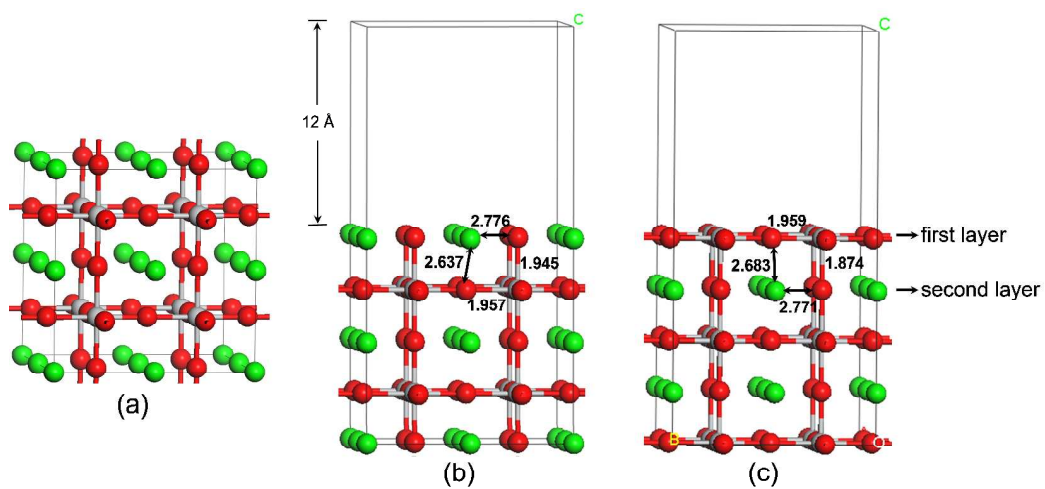 C
C
12 Å
2.776
2.637
1.945
1.957
1.959
first layer
2.683
1.874
second layer
2.771
B
O
(a)
(b)
(c)